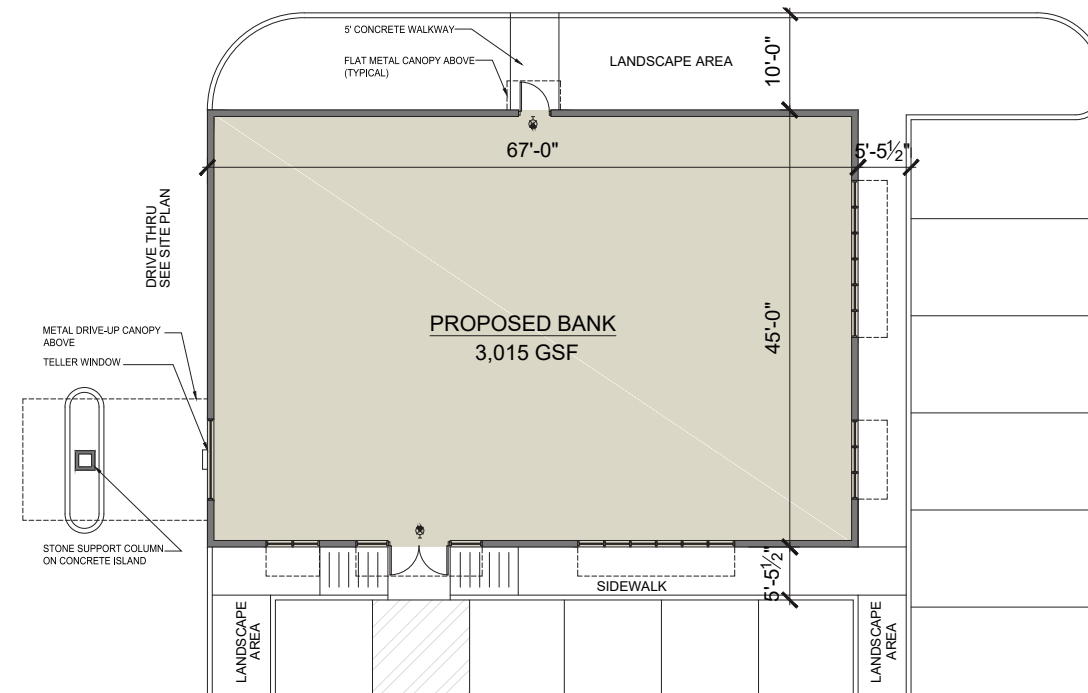 5' CONCRETE WALKWAY
FLAT METAL CANOPY ABOVE
(TYPICAL)
LANDSCAPE AREA
10'-0"
67'-0"
5'-5½"
DRIVE THRU
SEE SITE PLAN
METAL DRIVE-UP CANOPY
ABOVE
TELLER WINDOW
PROPOSED BANK
3,015 GSF
45'-0"
STONE SUPPORT COLUMN
ON CONCRETE ISLAND
SIDEWALK
5'-5½"
LANDSCAPE
AREA
LANDSCAPE
AREA